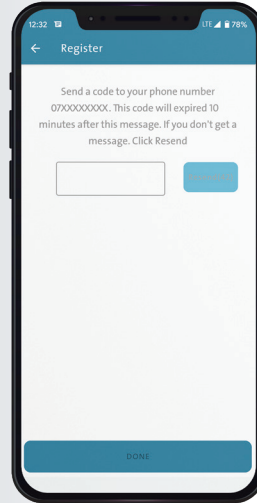 12:32 LTE 78%
← Register
Send a code to your phone number
07XXXXXXXX. This code will expired 10
minutes after this message. If you don't get a
message. Click Resend
DONE